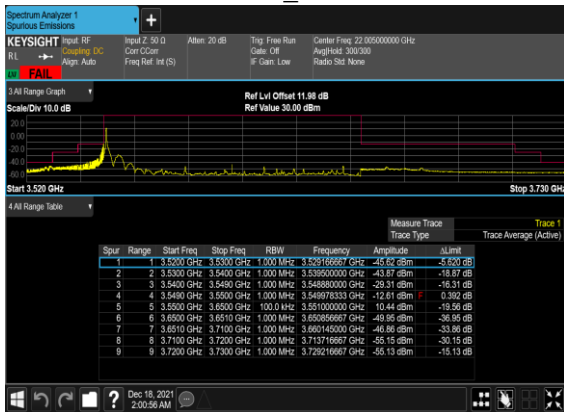 Spectrum Analyzer 1
Spurious Emissions
KEYSIGHT Input: RF Input Z: 50 Ω Atten: 20 dB Trig: Free Run Center Freq: 22.005000000 GHz
RL Coupling: DC Corr CCorr Gate: Off Avg|Hold: 300/300
Align: Auto Freq Ref: Int (S) IF Gain: Low Radio Std: None
LNI FAIL
3 All Range Graph
Ref Lvl Offset 11.98 dB
Scale/Div 10.0 dB Ref Value 30.00 dBm
20.0
0.00
-20.0
-40.0
-60.0
Start 3.520 GHz Stop 3.730 GHz
4 All Range Table
Measure Trace Trace 1
Trace Type Trace Average (Active)
Spur Range Start Freq Stop Freq RBW Frequency Amplitude ΔLimit
1 1 3.5200 GHz 3.5300 GHz 1.000 MHz 3.529166667 GHz -45.62 dBm -5.620 dB
2 2 3.5300 GHz 3.5400 GHz 1.000 MHz 3.539500000 GHz -43.87 dBm -18.87 dB
3 3 3.5400 GHz 3.5490 GHz 1.000 MHz 3.548880000 GHz -29.31 dBm -16.31 dB
4 4 3.5490 GHz 3.5500 GHz 1.000 MHz 3.549978333 GHz -12.61 dBm F 0.392 dB
5 5 3.5500 GHz 3.6500 GHz 100.0 kHz 3.551000000 GHz 10.44 dBm -19.56 dB
6 6 3.6500 GHz 3.6510 GHz 1.000 MHz 3.650856667 GHz -49.95 dBm -36.95 dB
7 7 3.6510 GHz 3.7100 GHz 1.000 MHz 3.660145000 GHz -46.86 dBm -33.86 dB
8 8 3.7100 GHz 3.7200 GHz 1.000 MHz 3.713716667 GHz -55.15 dBm -30.15 dB
9 9 3.7200 GHz 3.7300 GHz 1.000 MHz 3.729216667 GHz -55.13 dBm -15.13 dB
Dec 18, 2021
2:00:56 AM